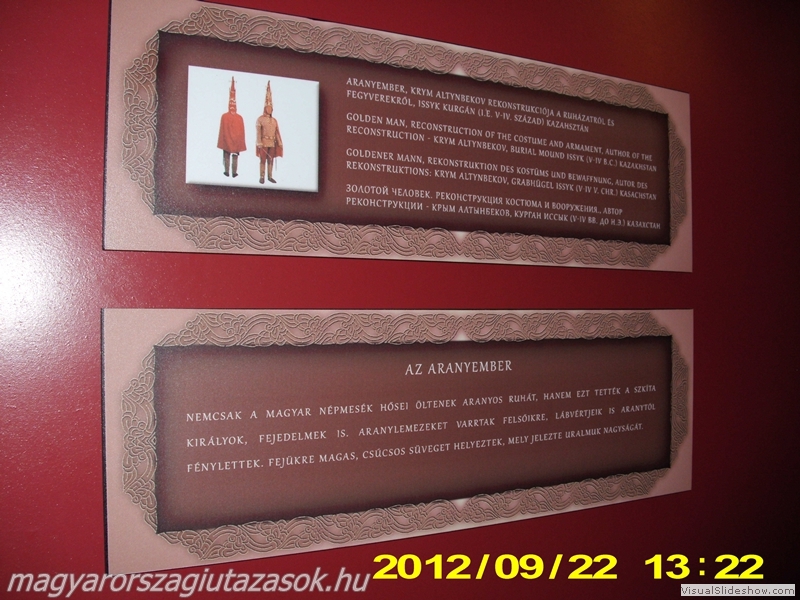 ARANYEMBER, KRYM ALTYNBEKOV REKONSTRUKCIÓJA A RUHÁZATRÓL ÉS
FEGYVEREKRŐL, ISSYK KURGÁN (I.E. V-IV. SZÁZAD) KAZAHSZTÁN
GOLDEN MAN, RECONSTRUCTION OF THE COSTUME AND ARMAMENT, AUTHOR OF THE
RECONSTRUCTION - KRYM ALTYNBEKOV, BURIAL MOUND ISSYK (V-IV B.C.) KAZAKHSTAN
GOLDENER MANN, REKONSTRUKTION DES KOSTÜMS UND BEWAFFNUNG, AUTOR DES
REKONSTRUKTIONS: KRYM ALTYNBEKOV, GRABHÜGEL ISSYK (V-IV V. CHR.) KASACHSTAN
ЗОЛОТОЙ ЧЕЛОВЕК. РЕКОНСТРУКЦИЯ КОСТЮМА И ВООРУЖЕНИЯ., АВТОР
РЕКОНСТРУКЦИИ - КРЫМ АЛТЫНБЕКОВ, КУРГАН ИССЫК (V-IV ВВ. ДО Н.Э.) КАЗАХСТАН
AZ ARANYEMBER
NEMCSAK A MAGYAR NÉPMESÉK HŐSEI ÖLTENEK ARANYOS RUHÁT, HANEM EZT TETTÉK A SZKÍTA
KIRÁLYOK, FEJEDELMEK IS. ARANYLEMEZEKET VARRTAK FELSŐIKRE, LÁBVÉRTJEIK IS ARANYTÓL
FÉNYLETTEK. FEJÜKRE MAGAS, CSÚCSOS SÜVEGET HELYEZTEK, MELY JELEZTE URALMUK NAGYSÁGÁT.
2012/09/22 13:22
magyarorszagiutazasok.hu
VisualSlideshow.com